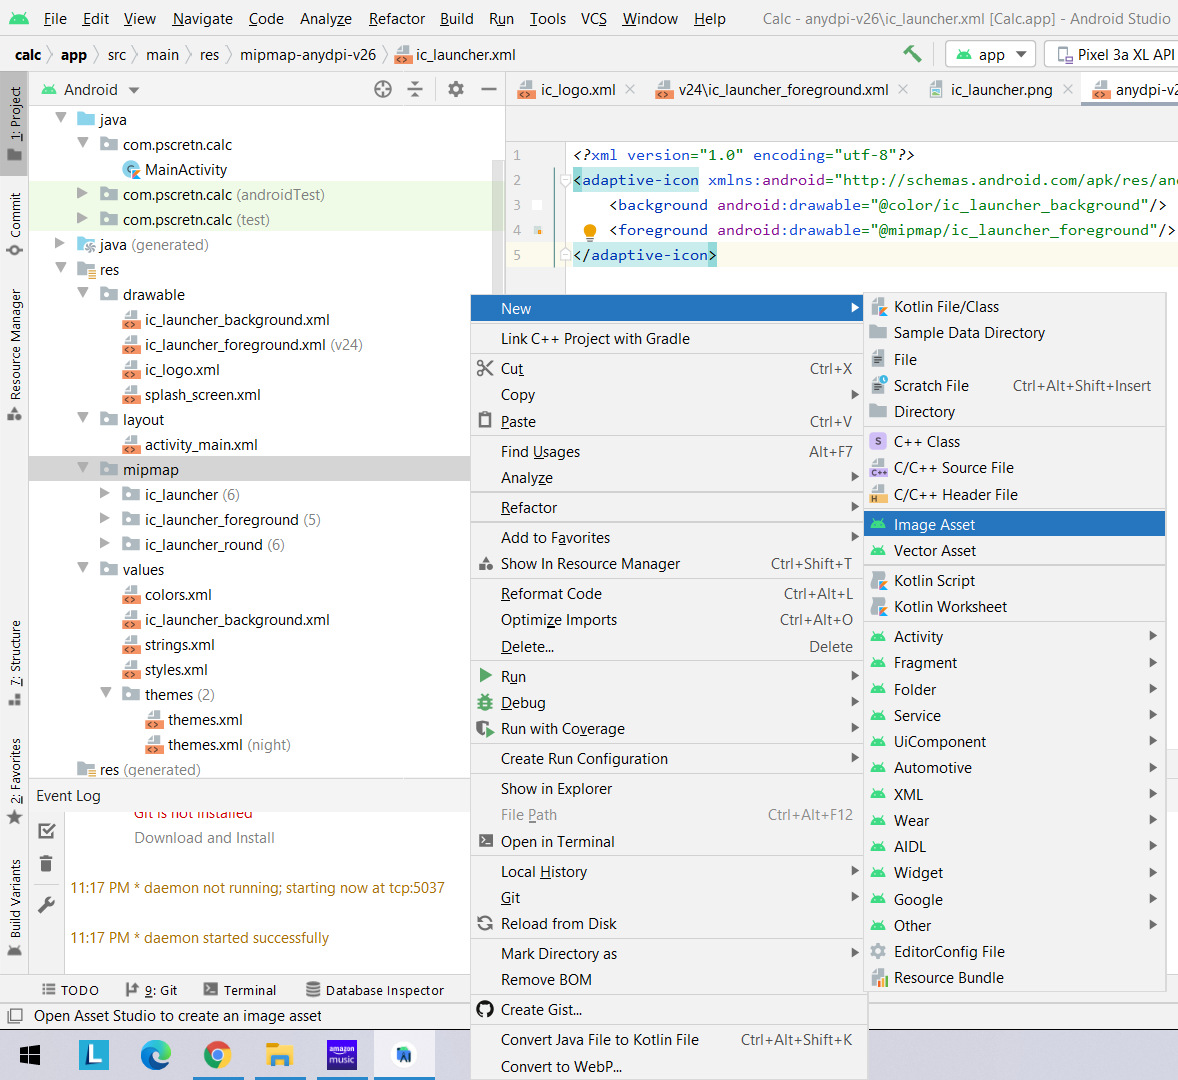 File Edit View Navigate Code Analyze Refactor Build Run Tools VCS Window Help Calc - anydpi-v26\ic_launcher.xml [Calc.app] - Android Studio
calc app src main res mipmap-anydpi-v26 ic_launcher.xml app Pixel 3a XL API
Android
ic_logo.xml v24\ic_launcher_foreground.xml ic_launcher.png anydpi-v2
1: Project
Commit
Resource Manager
7: Structure
2: Favorites
Build Variants
java
com.pscretn.calc
MainActivity
com.pscretn.calc (androidTest)
com.pscretn.calc (test)
java (generated)
res
drawable
ic_launcher_background.xml
ic_launcher_foreground.xml (v24)
ic_logo.xml
splash_screen.xml
layout
activity_main.xml
mipmap
ic_launcher (6)
ic_launcher_foreground (5)
ic_launcher_round (6)
values
colors.xml
ic_launcher_background.xml
strings.xml
styles.xml
themes (2)
themes.xml
themes.xml (night)
res (generated)
1 <?xml version="1.0" encoding="utf-8"?>
2 <adaptive-icon xmlns:android="http://schemas.android.com/apk/res/an
3 <background android:drawable="@color/ic_launcher_background"/>
4 <foreground android:drawable="@mipmap/ic_launcher_foreground"/>
5 </adaptive-icon>
New
Link C++ Project with Gradle
Cut Ctrl+X
Copy
Paste Ctrl+V
Find Usages Alt+F7
Analyze
Refactor
Add to Favorites
Show In Resource Manager Ctrl+Shift+T
Reformat Code Ctrl+Alt+L
Optimize Imports Ctrl+Alt+O
Delete... Delete
Run
Debug
Run with Coverage
Create Run Configuration
Show in Explorer
File Path Ctrl+Alt+F12
Open in Terminal
Local History
Git
Reload from Disk
Mark Directory as
Remove BOM
Create Gist...
Convert Java File to Kotlin File Ctrl+Alt+Shift+K
Convert to WebP...
Kotlin File/Class
Sample Data Directory
File
Scratch File Ctrl+Alt+Shift+Insert
Directory
S C++ Class
C++ C/C++ Source File
H C/C++ Header File
Image Asset
Vector Asset
Kotlin Script
Kotlin Worksheet
Activity
Fragment
Folder
Service
UiComponent
Automotive
XML
Wear
AIDL
Widget
Google
Other
EditorConfig File
Resource Bundle
Event Log
Git is not installed
Download and Install
11:17 PM * daemon not running; starting now at tcp:5037
11:17 PM * daemon started successfully
TODO 9: Git Terminal Database Inspector
Open Asset Studio to create an image asset
L amazon music